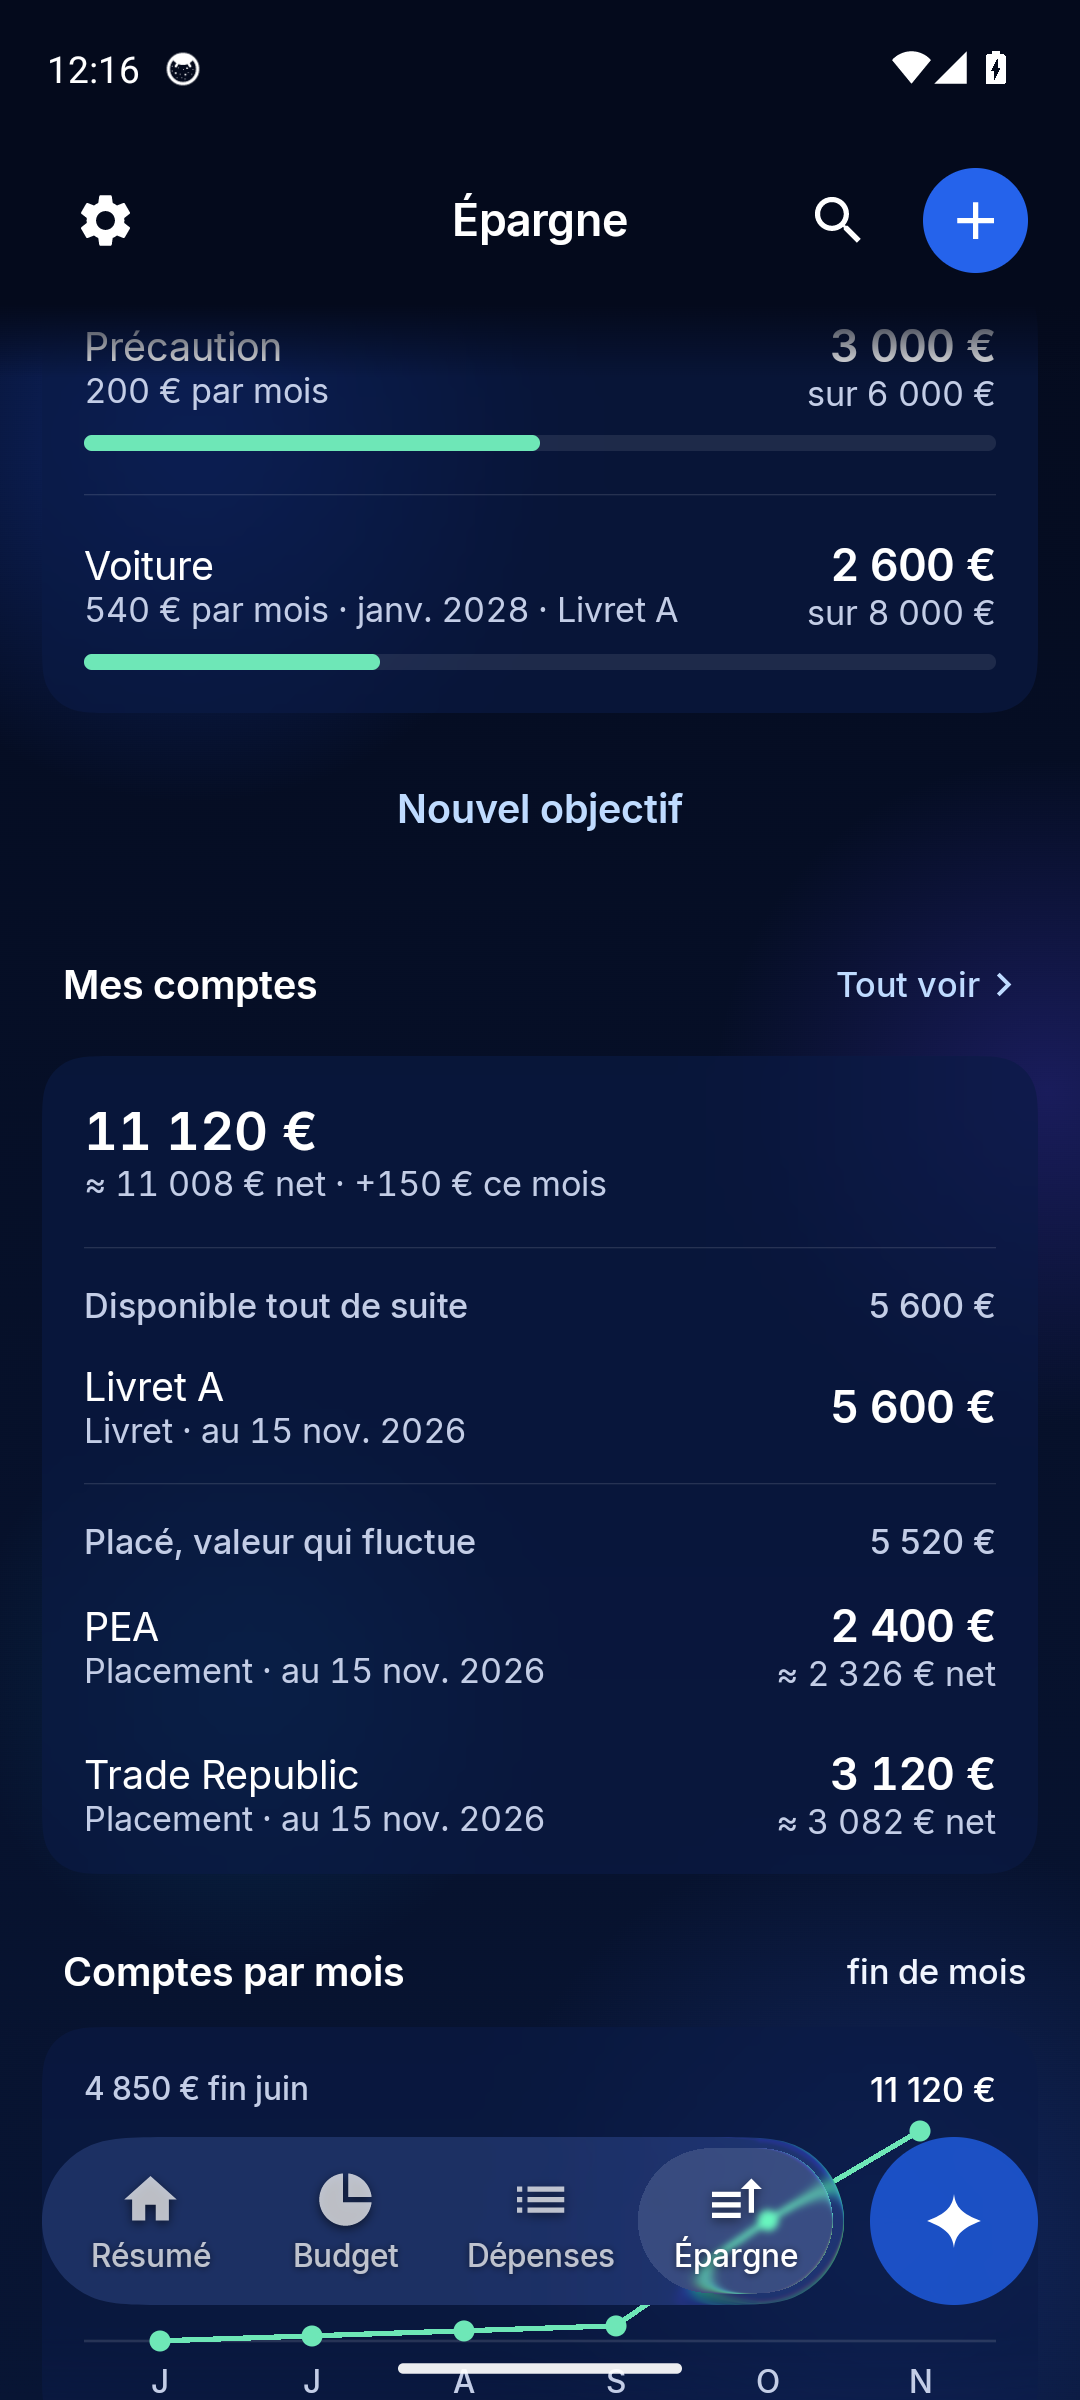 12:16
Épargne
Précaution
3 000 €
200 € par mois
sur 6 000 €
Voiture
2 600 €
540 € par mois · janv. 2028 · Livret A
sur 8 000 €
Nouvel objectif
Mes comptes
Tout voir
11 120 €
≈ 11 008 € net · +150 € ce mois
Disponible tout de suite
5 600 €
Livret A
5 600 €
Livret · au 15 nov. 2026
Placé, valeur qui fluctue
5 520 €
PEA
2 400 €
Placement · au 15 nov. 2026
≈ 2 326 € net
Trade Republic
3 120 €
Placement · au 15 nov. 2026
≈ 3 082 € net
Comptes par mois
fin de mois
4 850 € fin juin
11 120 €
Résumé
Budget
Dépenses
Épargne
J J A S O N